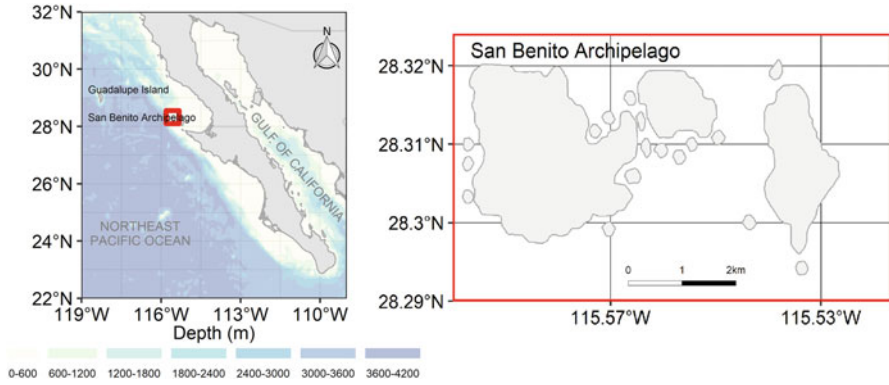 32°N
30°N
28°N
26°N
24°N
22°N
119°W
116°W
113°W
110°W
N
Guadalupe Island
San Benito Archipelago
GULF OF CALIFORNIA
NORTHEAST
PACIFIC OCEAN
Depth (m)
0-600 600-1200 1200-1800 1800-2400 2400-3000 3000-3600 3600-4200
San Benito Archipelago
28.32°N
28.31°N
28.3°N
28.29°N
0 1 2km
115.57°W 115.53°W